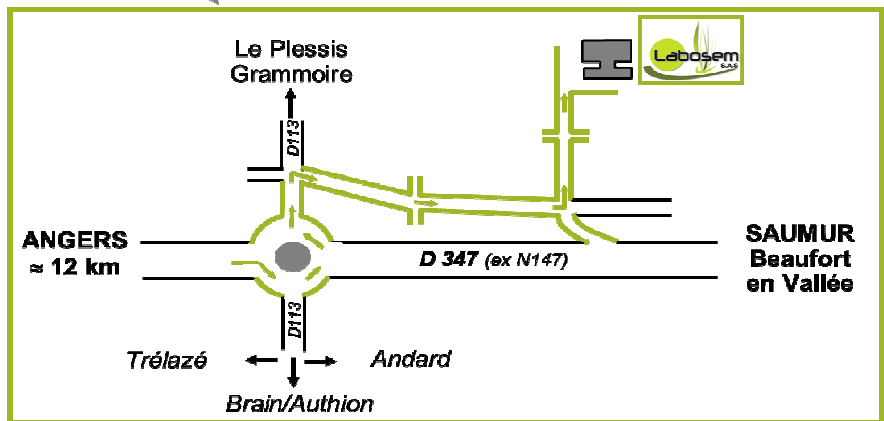 Le Plessis
Grammoire
Labosem
S.A.S
D113
ANGERS
≈ 12 km
D 347 (ex N147)
SAUMUR
Beaufort
en Vallée
D113
Trélazé
Andard
Brain/Authion